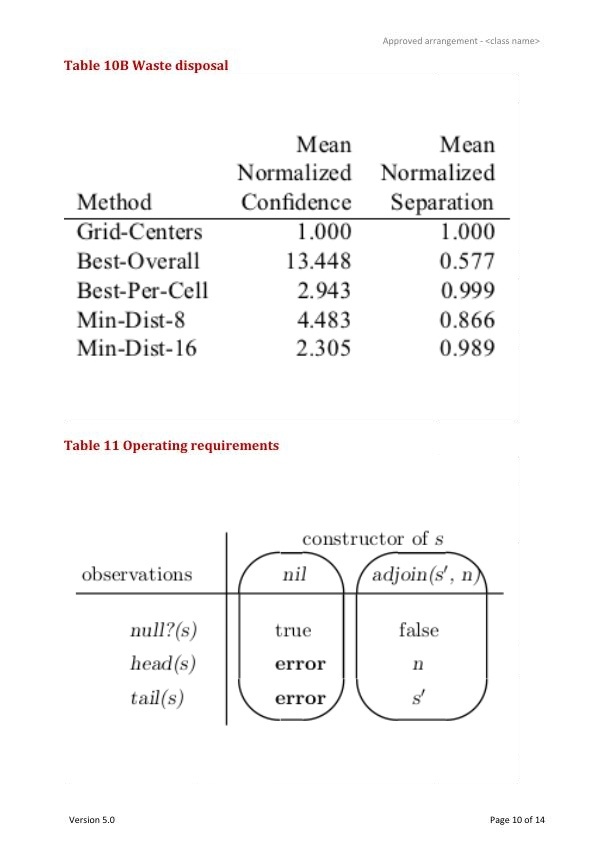 Approved arrangement - <class name>
Table 10B Waste disposal
Mean Mean
Normalized Normalized
Method Confidence Separation
Grid-Centers 1.000 1.000
Best-Overall 13.448 0.577
Best-Per-Cell 2.943 0.999
Min-Dist-8 4.483 0.866
Min-Dist-16 2.305 0.989
Table 11 Operating requirements
constructor of s
observations nil adjoin(s′, n)
null?(s) true false
head(s) error n
tail(s) error s′
Version 5.0 Page 10 of 14